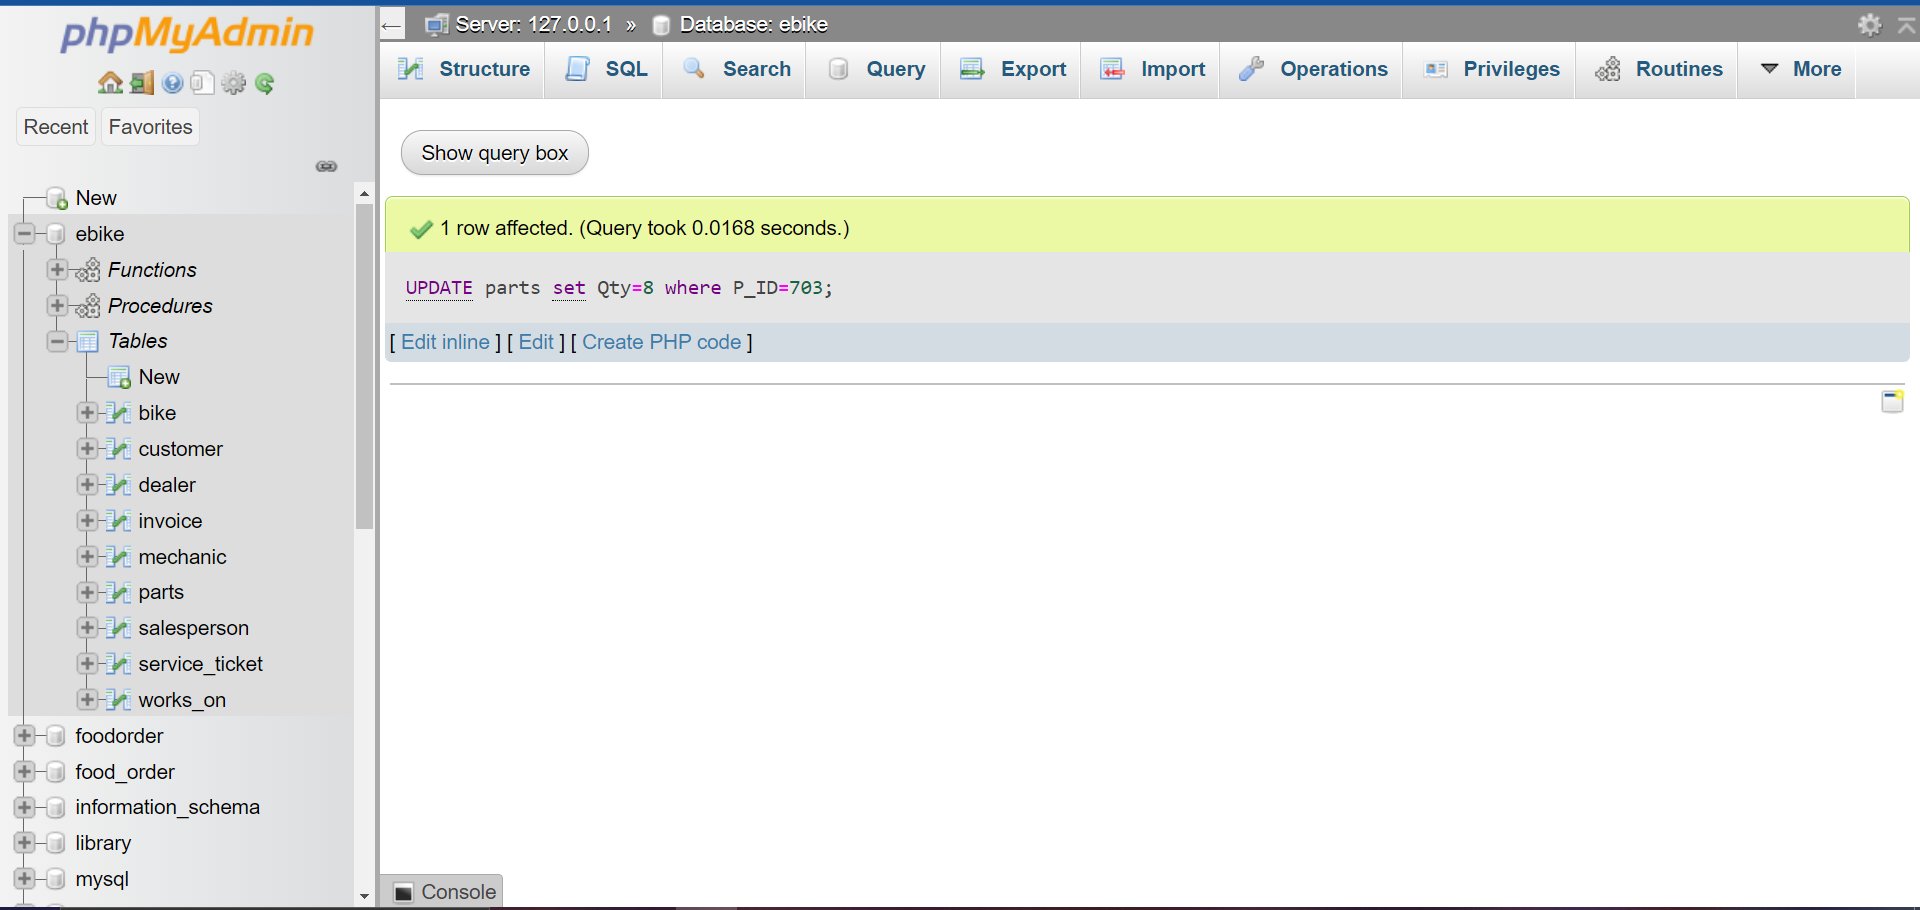 phpMyAdmin
Recent Favorites
New
ebike
Functions
Procedures
Tables
New
bike
customer
dealer
invoice
mechanic
parts
salesperson
service_ticket
works_on
foodorder
food_order
information_schema
library
mysql
Server: 127.0.0.1 » Database: ebike
Structure SQL Search Query Export Import Operations Privileges Routines More
Show query box
1 row affected. (Query took 0.0168 seconds.)
UPDATE parts set Qty=8 where P_ID=703;
[ Edit inline ] [ Edit ] [ Create PHP code ]
Console